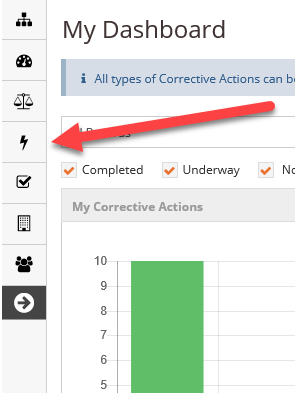 My Dashboard
i All types of Corrective Actions can be
Completed Underway
My Corrective Actions
10
9
8
7
6
5